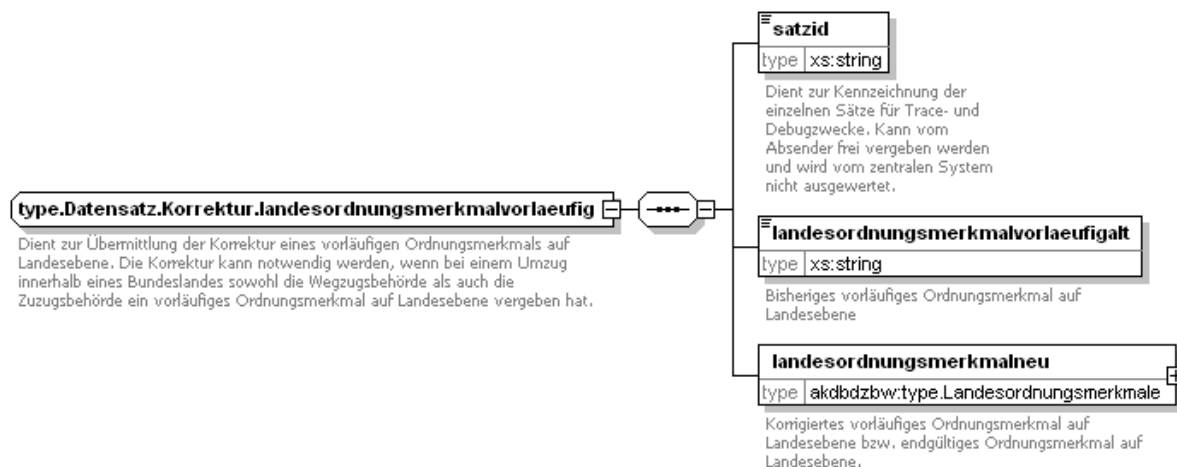 type.Datensatz.Korrektur.landesordnungsmerkmalvorlaeufig
Dient zur Übermittlung der Korrektur eines vorläufigen Ordnungsmerkmals auf
Landesebene. Die Korrektur kann notwendig werden, wenn bei einem Umzug
innerhalb eines Bundeslandes sowohl die Wegzugsbehörde als auch die
Zuzugsbehörde ein vorläufiges Ordnungsmerkmal auf Landesebene vergeben hat.
satzid
type xs:string
Dient zur Kennzeichnung der
einzelnen Sätze für Trace- und
Debugzwecke. Kann vom
Absender frei vergeben werden
und wird vom zentralen System
nicht ausgewertet.
landesordnungsmerkmalvorlaeufigalt
type xs:string
Bisheriges vorläufiges Ordnungsmerkmal auf
Landesebene
landesordnungsmerkmalneu
type akdbdzbw:type.Landesordnungsmerkmale
Korrigiertes vorläufiges Ordnungsmerkmal auf
Landesebene bzw. endgültiges Ordnungsmerkmal auf
Landesebene.